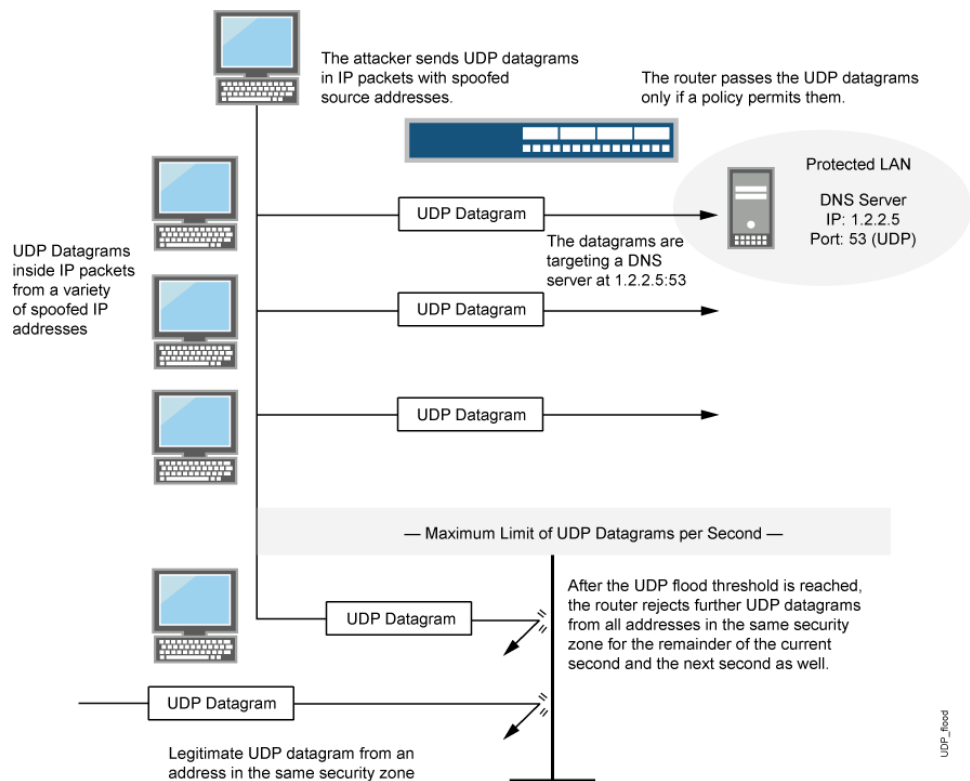 The attacker sends UDP datagrams
in IP packets with spoofed
source addresses.
The router passes the UDP datagrams
only if a policy permits them.
Protected LAN
DNS Server
IP: 1.2.2.5
Port: 53 (UDP)
UDP Datagram
The datagrams are
targeting a DNS
server at 1.2.2.5:53
UDP Datagrams
inside IP packets
from a variety
of spoofed IP
addresses
UDP Datagram
UDP Datagram
— Maximum Limit of UDP Datagrams per Second —
After the UDP flood threshold is reached,
the router rejects further UDP datagrams
from all addresses in the same security
zone for the remainder of the current
second and the next second as well.
UDP Datagram
UDP Datagram
Legitimate UDP datagram from an
address in the same security zone
UDP_flood